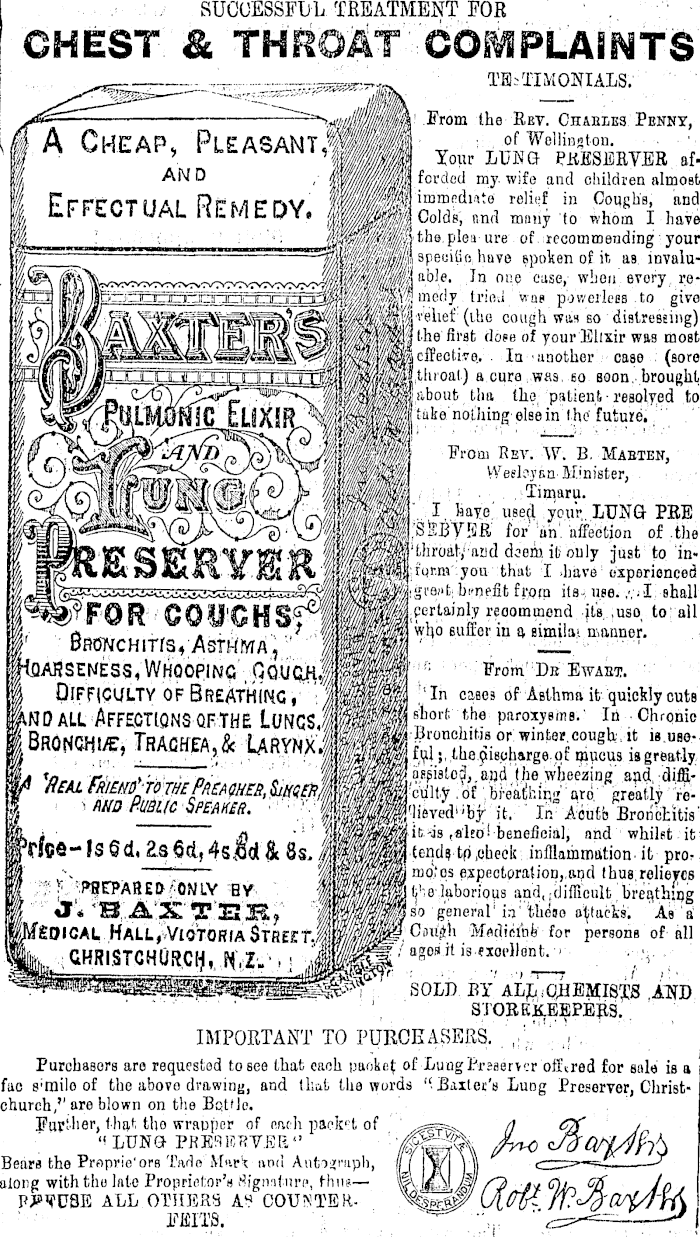 SUCCESSFUL TREATMENT FOR
CHEST & THROAT COMPLAINTS
A CHEAP, PLEASANT,
AND
EFFECTUAL REMEDY.
BAXTER'S
PULMONIC ELIXIR
AND
LUNG
PRESERVER
FOR COUGHS,
BRONCHITIS, ASTHMA,
HOARSENESS, WHOOPING COUGH,
DIFFICULTY OF BREATHING,
AND ALL AFFECTIONS OF THE LUNGS,
BRONCHIÆ, TRACHEA, & LARYNX.
A 'REAL FRIEND' TO THE PREACHER, SINGER
AND PUBLIC SPEAKER.
Price-1s 6d. 2s 6d, 4s 6d & 8s.
PREPARED ONLY BY
J. BAXTER,
MEDICAL HALL, VICTORIA STREET.
CHRISTCHURCH, N.Z.
WELLINGTON
TESTIMONIALS.
From the REV. CHARLES PENNY,
of Wellington.
Your LUNG PRESERVER af-
forded my wife and children almost
immediate relief in Coughs, and
Colds, and many to whom I have
the plea ure of recommending your
specific have spoken of it as invalu-
able. In one case, when every re-
medy tried was powerless to give
relief (the cough was so distressing)
the first dose of your Elixir was most
effective. In another case (sore
throat) a cure was so soon brought
about tha the patient resolved to
take nothing else in the future.
From REV. W. B. MARTEN,
Wesleyan Minister,
Timaru.
I have used your LUNG PRE
SERVER for an affection of the
throat, and deem it only just to in-
form you that I have experienced
great benefit from its use. I shall
certainly recommend its use to all
who suffer in a similar manner.
From DR EWART.
"In cases of Asthma it quickly cuts
short the paroxysms. In Chronic
Bronchitis or winter cough it is use-
ful; the discharge of mucus is greatly
assisted, and the wheezing and diffi-
culty of breathing are greatly re-
lieved by it. In Acute Bronchitis
it is also beneficial, and whilst it
tends to check infllammation it pro-
motes expectoration, and thus relieves
the laborious and difficult breathing
so general in these attacks. As a
Cough Medicine for persons of all
ages it is excellent.
SOLD BY ALL CHEMISTS AND
STOREKEEPERS.
IMPORTANT TO PURCHASERS.
Purchasers are requested to see that each packet of Lung Preserver offered for sale is a
fac simile of the above drawing, and that the words "Baxter's Lung Preserver, Christ-
church," are blown on the Bottle.
Further, that the wrapper of each packet of
"LUNG PRESERVER"
Bears the Proprietors Tade Mark and Autograph,
along with the late Proprietor's Signature, thus—
REFUSE ALL OTHERS AS COUNTER-
FEITS.
SIC EST VITA
NIL DESPERANDUM
Jno Baxter
Robt. W. Baxter